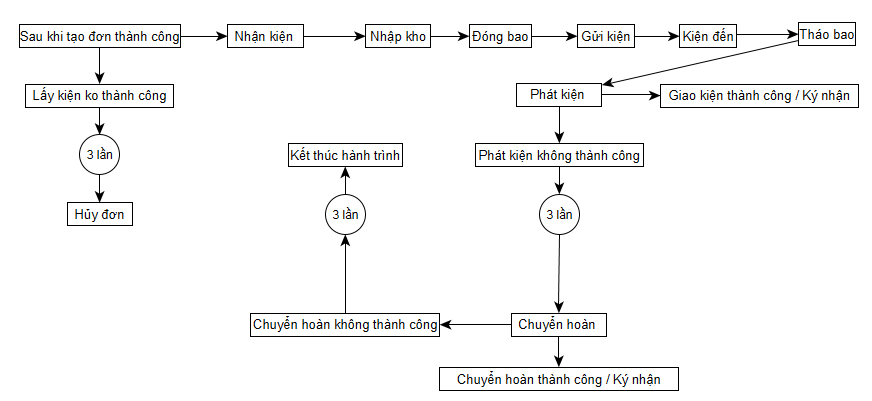 Sau khi tạo đơn thành công
Nhận kiện
Nhập kho
Đóng bao
Gửi kiện
Kiện đến
Tháo bao
Lấy kiện ko thành công
Phát kiện
Giao kiện thành công / Ký nhận
3 lần
Kết thúc hành trình
Phát kiện không thành công
Hủy đơn
3 lần
3 lần
Chuyển hoàn không thành công
Chuyển hoàn
Chuyển hoàn thành công / Ký nhận